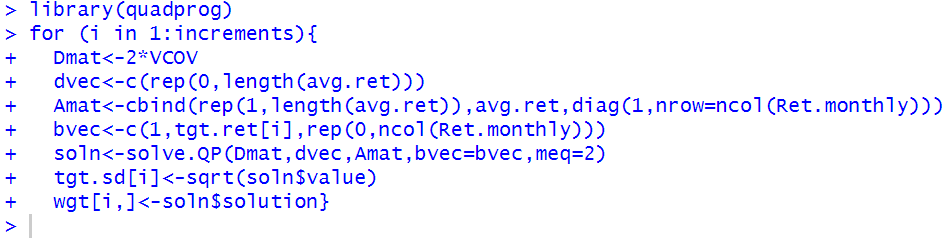 > library(quadprog)
> for (i in 1:increments){
+   Dmat<-2*VCOV
+   dvec<-c(rep(0,length(avg.ret)))
+   Amat<-cbind(rep(1,length(avg.ret)),avg.ret,diag(1,nrow=ncol(Ret.monthly)))
+   bvec<-c(1,tgt.ret[i],rep(0,ncol(Ret.monthly)))
+   soln<-solve.QP(Dmat,dvec,Amat,bvec=bvec,meq=2)
+   tgt.sd[i]<-sqrt(soln$value)
+   wgt[i,]<-soln$solution}
>